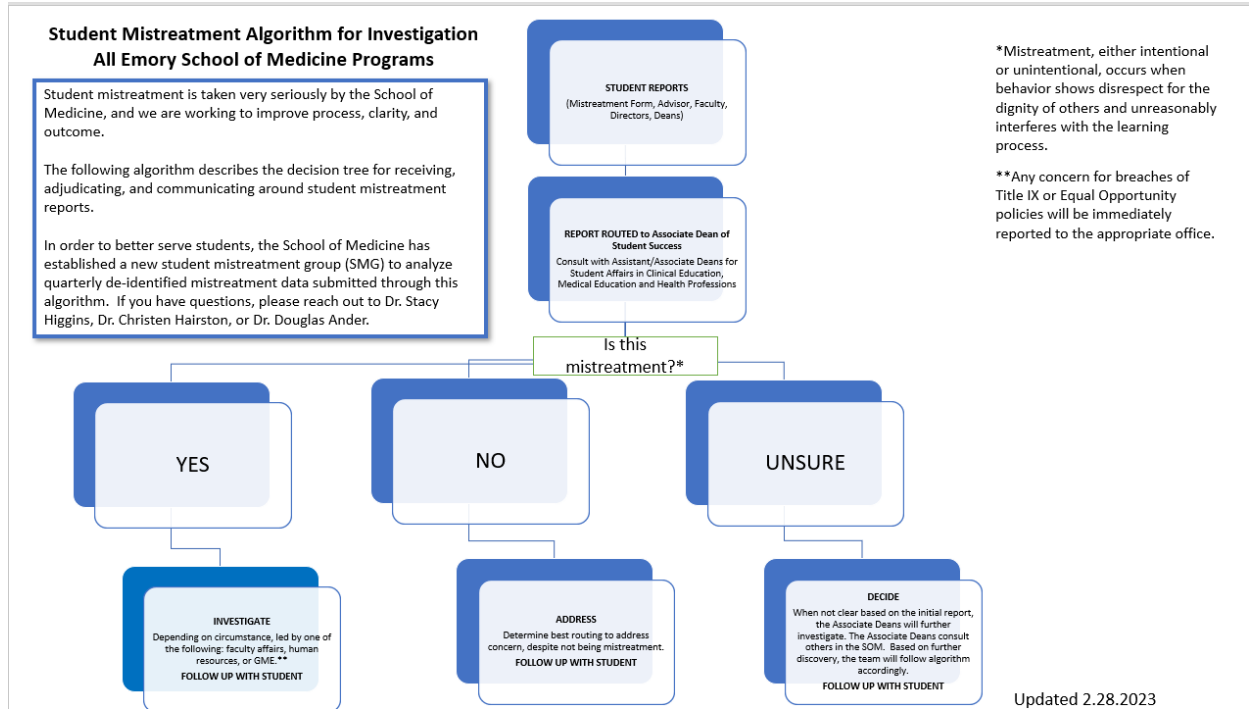 Student Mistreatment Algorithm for Investigation
All Emory School of Medicine Programs
Student mistreatment is taken very seriously by the School of
Medicine, and we are working to improve process, clarity, and
outcome.
The following algorithm describes the decision tree for receiving,
adjudicating, and communicating around student mistreatment
reports.
In order to better serve students, the School of Medicine has
established a new student mistreatment group (SMG) to analyze
quarterly de-identified mistreatment data submitted through this
algorithm.  If you have questions, please reach out to Dr. Stacy
Higgins, Dr. Christen Hairston, or Dr. Douglas Ander.
STUDENT REPORTS
(Mistreatment Form, Advisor, Faculty,
Directors, Deans)
*Mistreatment, either intentional
or unintentional, occurs when
behavior shows disrespect for the
dignity of others and unreasonably
interferes with the learning
process.
**Any concern for breaches of
Title IX or Equal Opportunity
policies will be immediately
reported to the appropriate office.
REPORT ROUTED to Associate Dean of
Student Success
Consult with Assistant/Associate Deans for
Student Affairs in Clinical Education,
Medical Education and Health Professions
Is this
mistreatment?*
YES
NO
UNSURE
INVESTIGATE
Depending on circumstance, led by one of
the following: faculty affairs, human
resources, or GME.**
FOLLOW UP WITH STUDENT
ADDRESS
Determine best routing to address
concern, despite not being mistreatment.
FOLLOW UP WITH STUDENT
DECIDE
When not clear based on the initial report,
the Associate Deans will further
investigate. The Associate Deans consult
others in the SOM.  Based on further
discovery, the team will follow algorithm
accordingly.
FOLLOW UP WITH STUDENT
Updated 2.28.2023